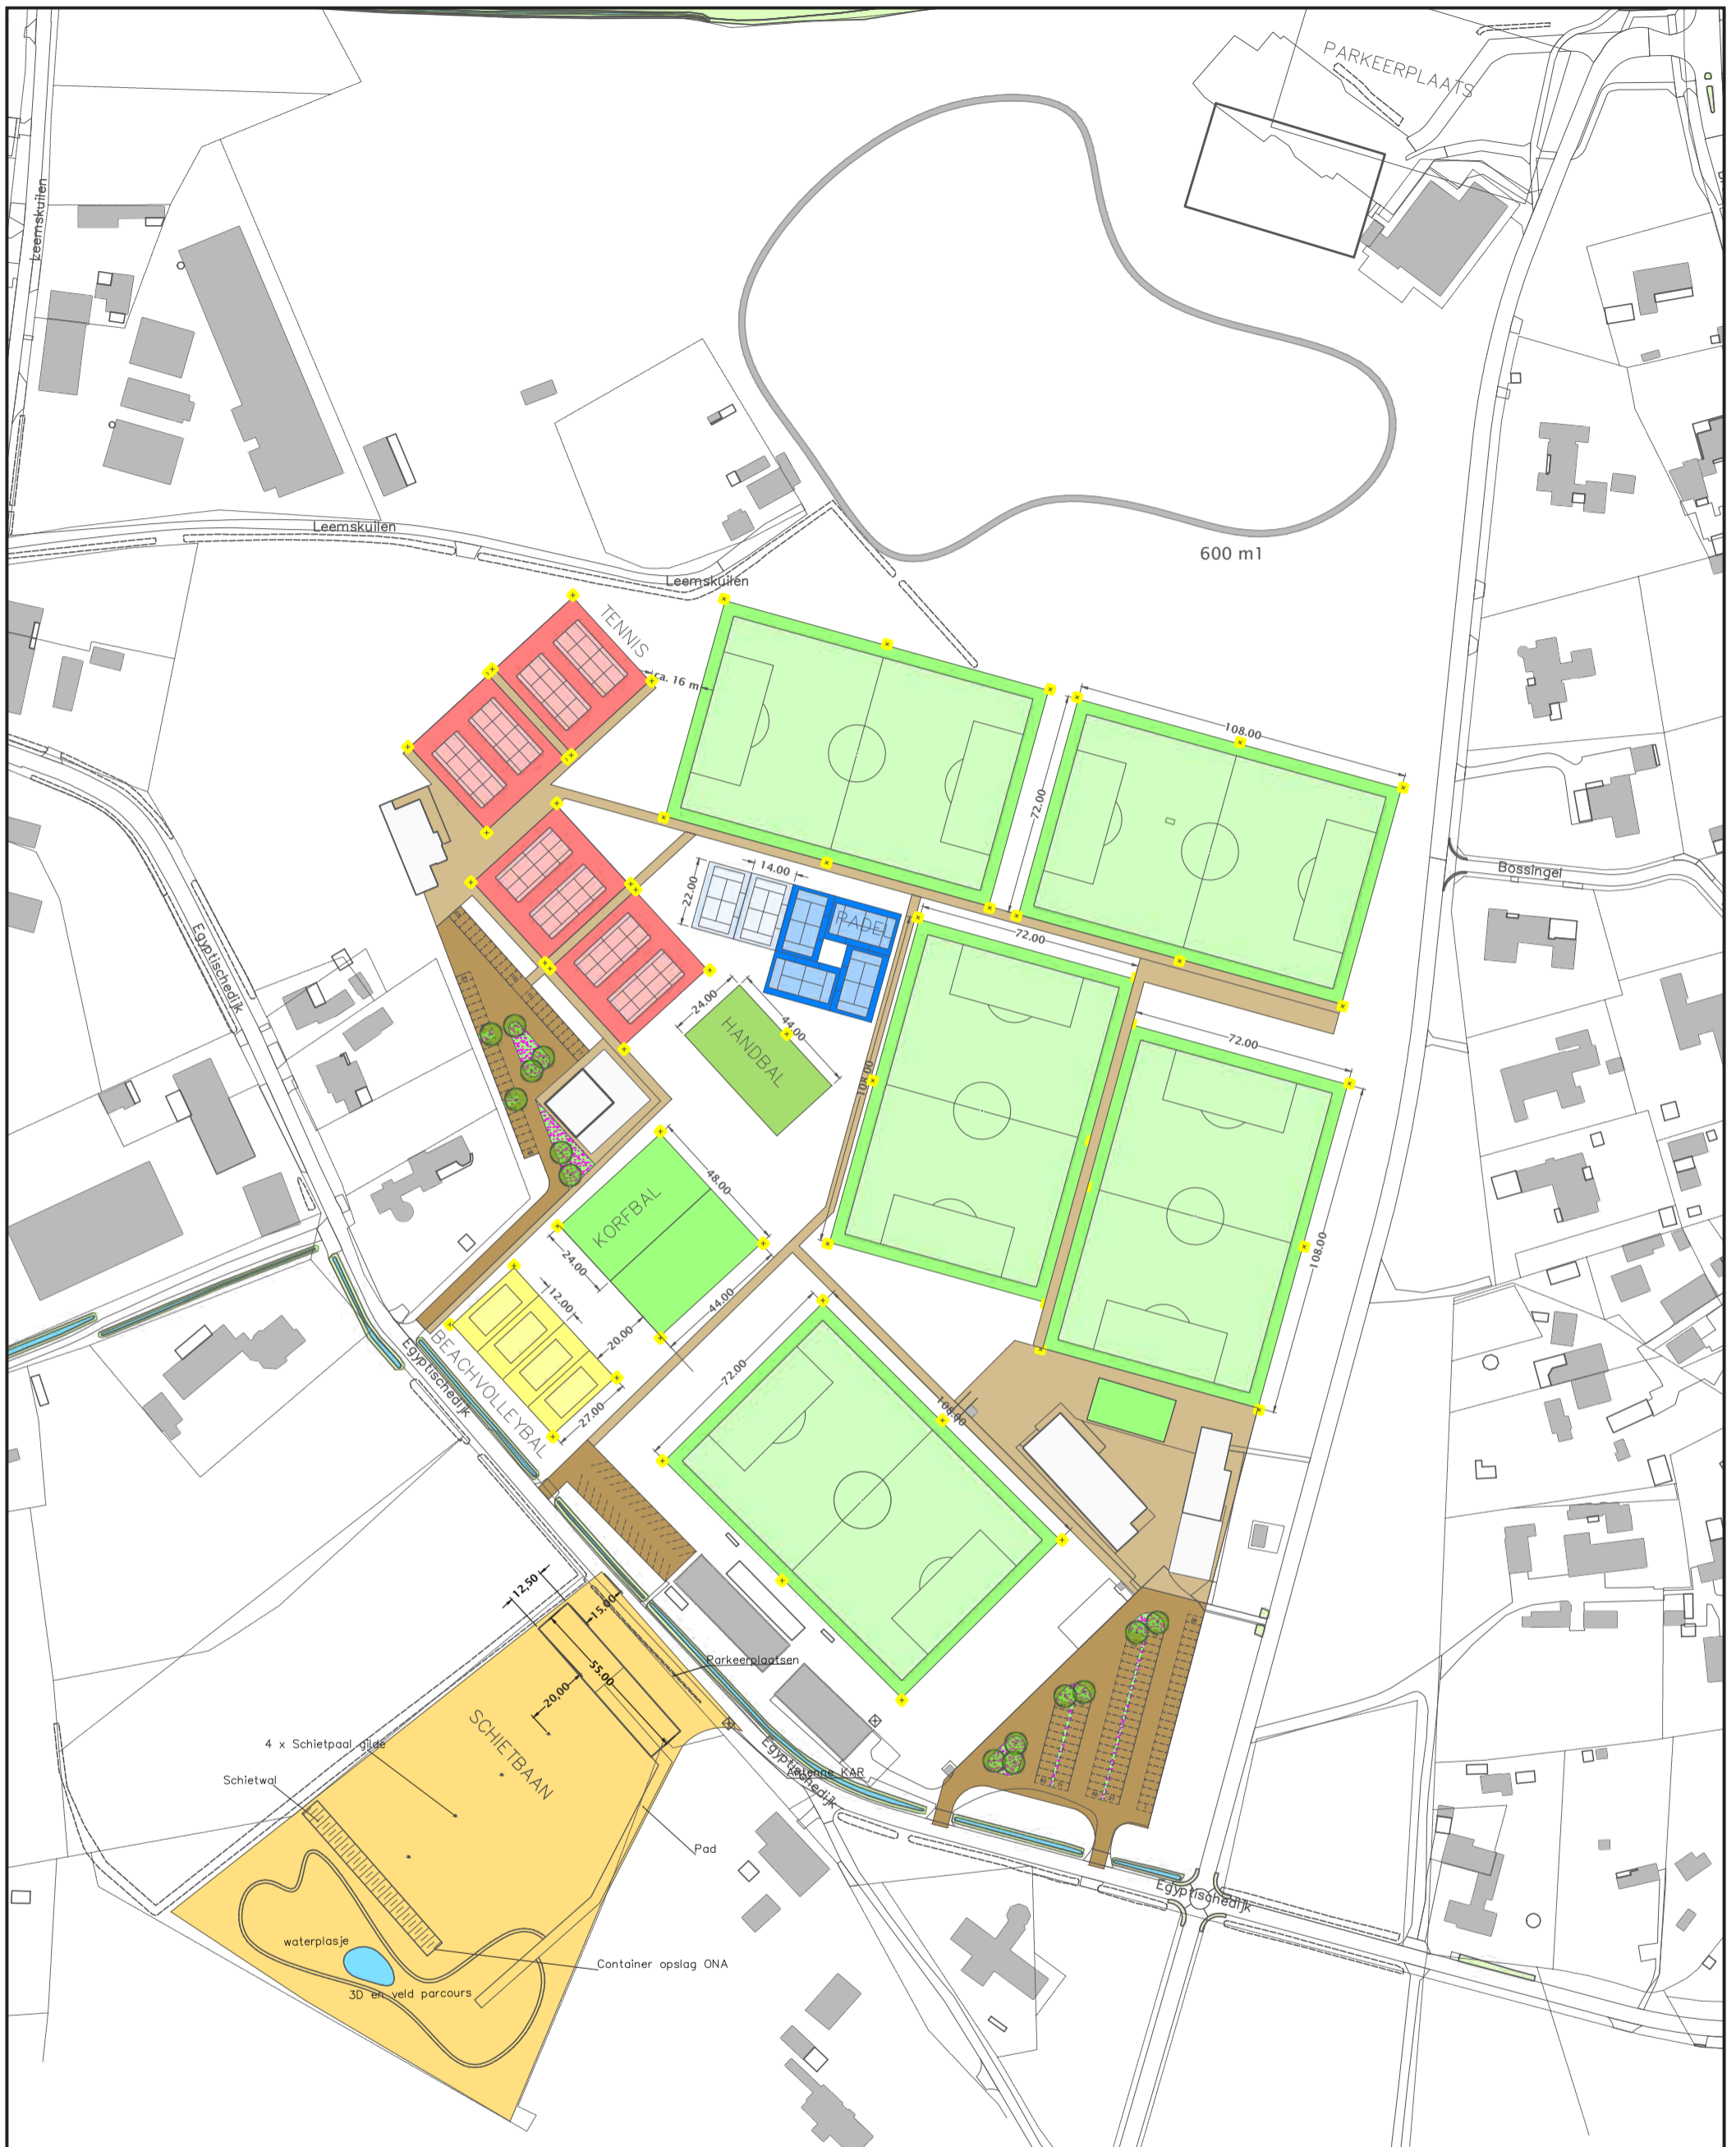 PARKEERPLAATS
Leemskuilen
600 m1
Leemskuilen
Leemskuilen
TENNIS
ca. 16 m
108.00
72.00
Bossingel
14.00
22.00
PADEL
72.00
Egyptischedijk
24.00
44.00
HANDBAL
72.00
108.00
KORFBAL
48.00
24.00
108.00
12.00
44.00
20.00
BEACHVOLLEYBAL
Egyptischedijk
72.00
27.00
108.00
12,50
15.00
55.00
20,00
Parkeerplaatsen
SCHIETBAAN
4 x Schietpaal gilde
Schietwal
Egyptischedijk
Antenne KAR
Pad
Egyptischedijk
waterplasje
Container opslag ONA
3D en veld parcours